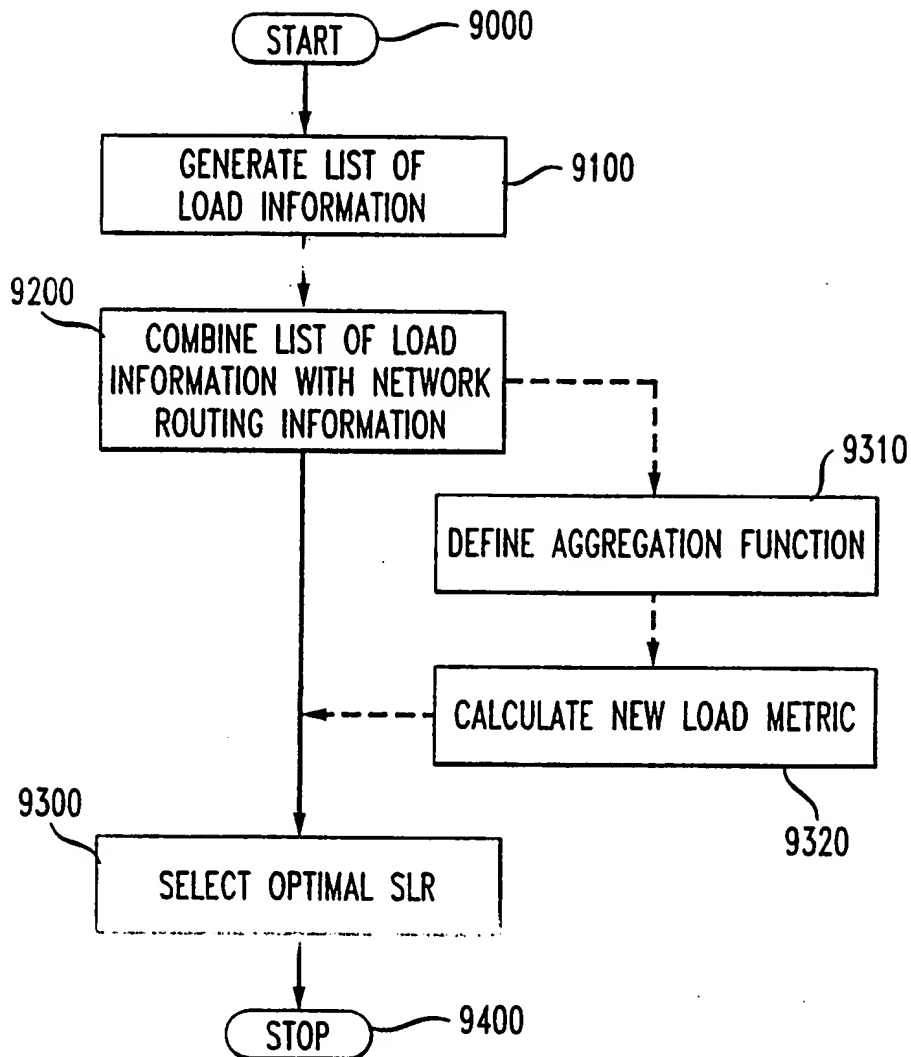 START
9000
GENERATE LIST OF
LOAD INFORMATION
9100
9200
COMBINE LIST OF LOAD
INFORMATION WITH NETWORK
ROUTING INFORMATION
9310
DEFINE AGGREGATION FUNCTION
CALCULATE NEW LOAD METRIC
9320
9300
SELECT OPTIMAL SLR
STOP
9400